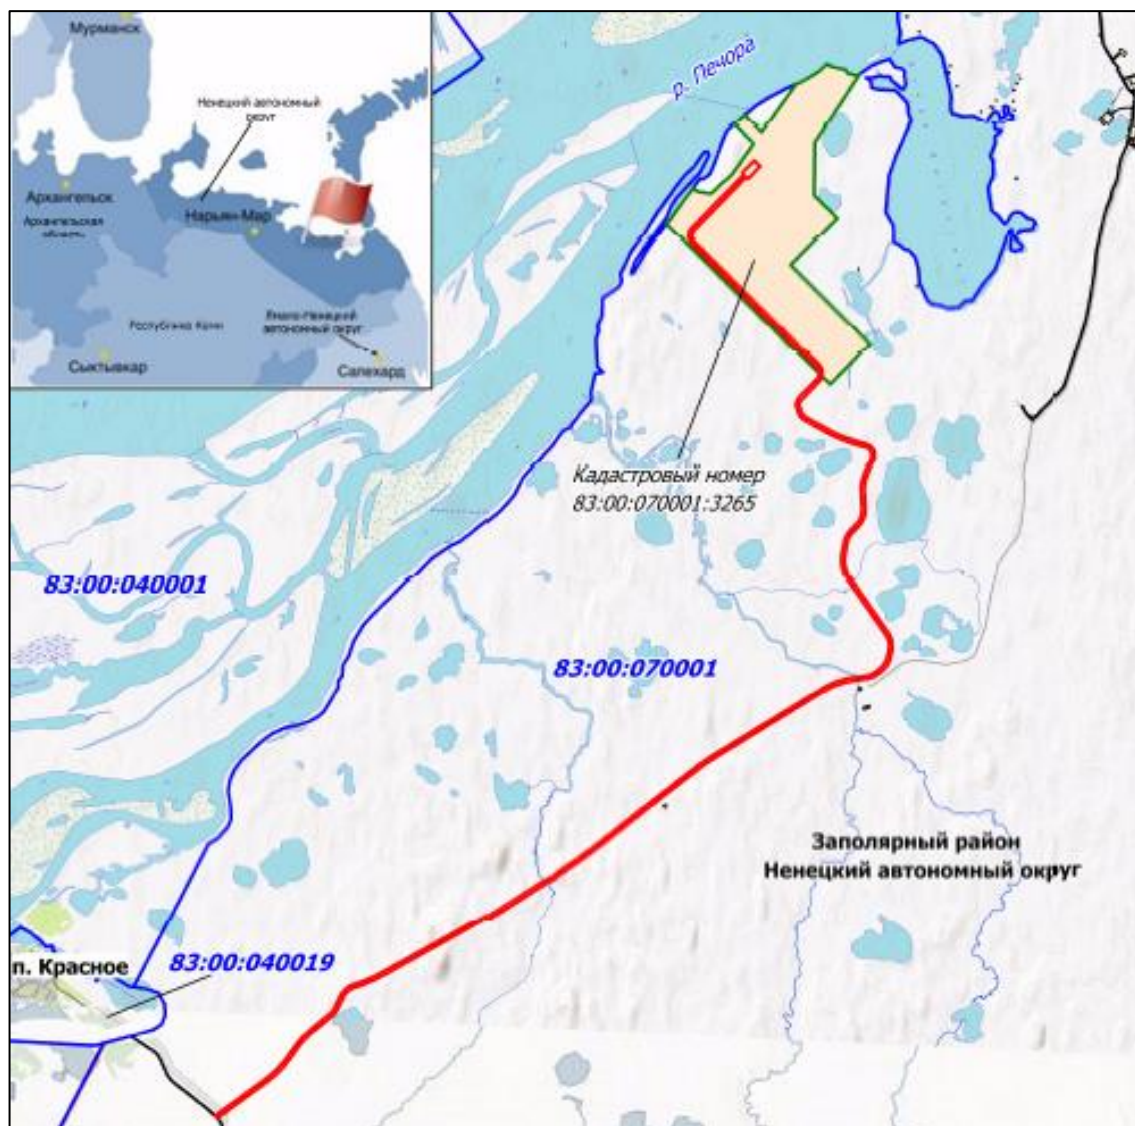 Мурманск
Ненецкий автономный
округ
Архангельск
Архангельская
область
Нарьян-Мар
Республика Коми
Ямало-Ненецкий
автономный округ
Сыктывкар
Салехард
р. Печора
Кадастровый номер
83:00:070001:3265
83:00:040001
83:00:070001
Заполярный район
Ненецкий автономный округ
п. Красное
83:00:040019